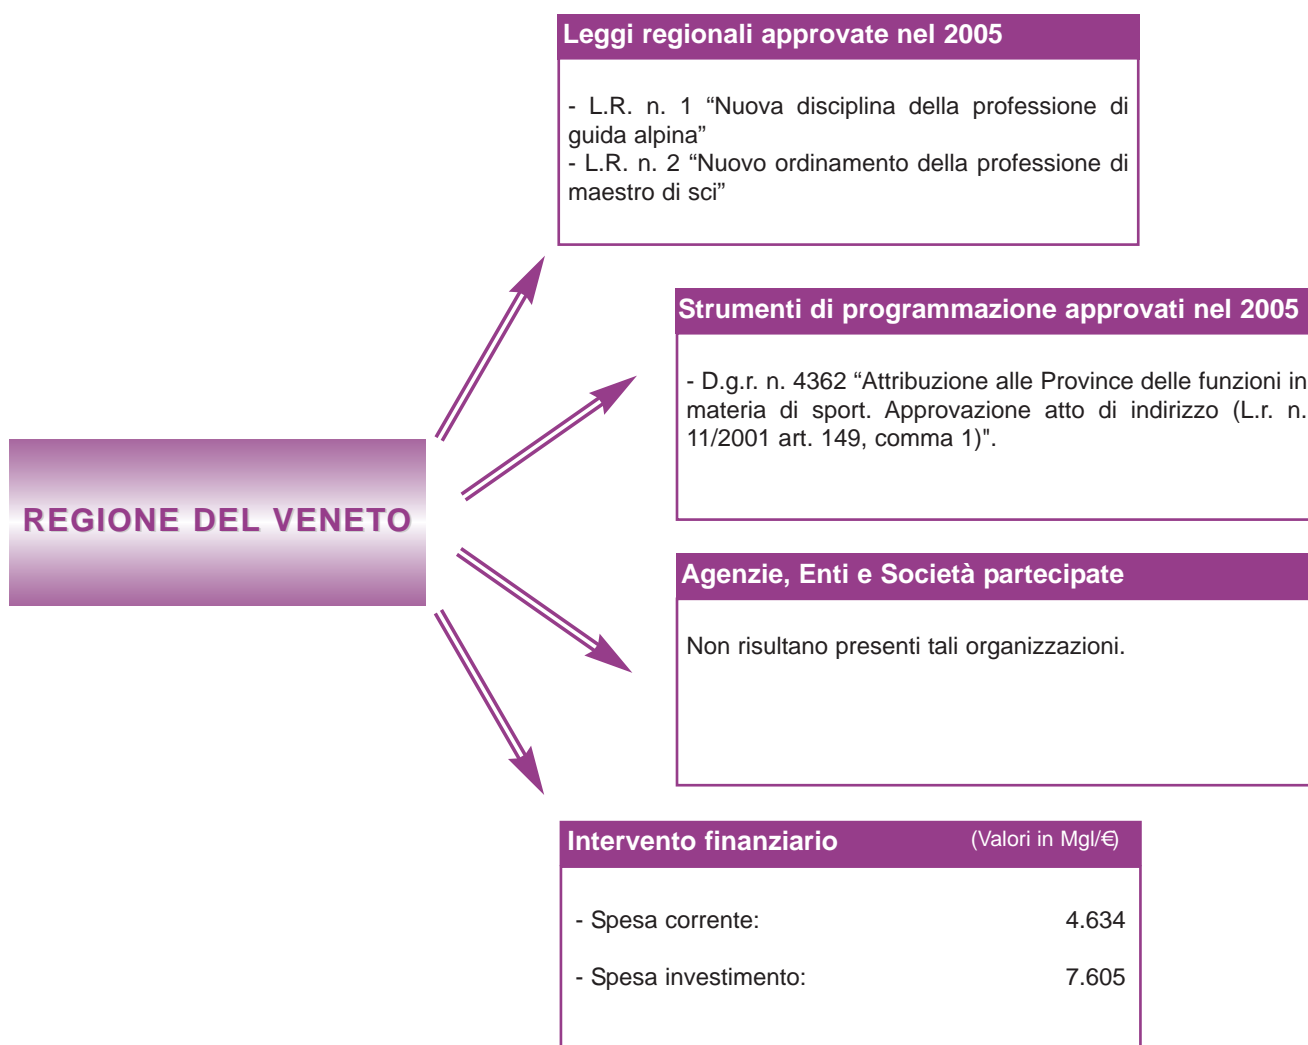 Leggi regionali approvate nel 2005
- L.R. n. 1 “Nuova disciplina della professione di
guida alpina”
- L.R. n. 2 “Nuovo ordinamento della professione di
maestro di sci”
Strumenti di programmazione approvati nel 2005
- D.g.r. n. 4362 “Attribuzione alle Province delle funzioni in
materia di sport. Approvazione atto di indirizzo (L.r. n.
11/2001 art. 149, comma 1)".
REGIONE DEL VENETO
Agenzie, Enti e Società partecipate
Non risultano presenti tali organizzazioni.
Intervento finanziario (Valori in Mgl/€)
- Spesa corrente: 4.634
- Spesa investimento: 7.605